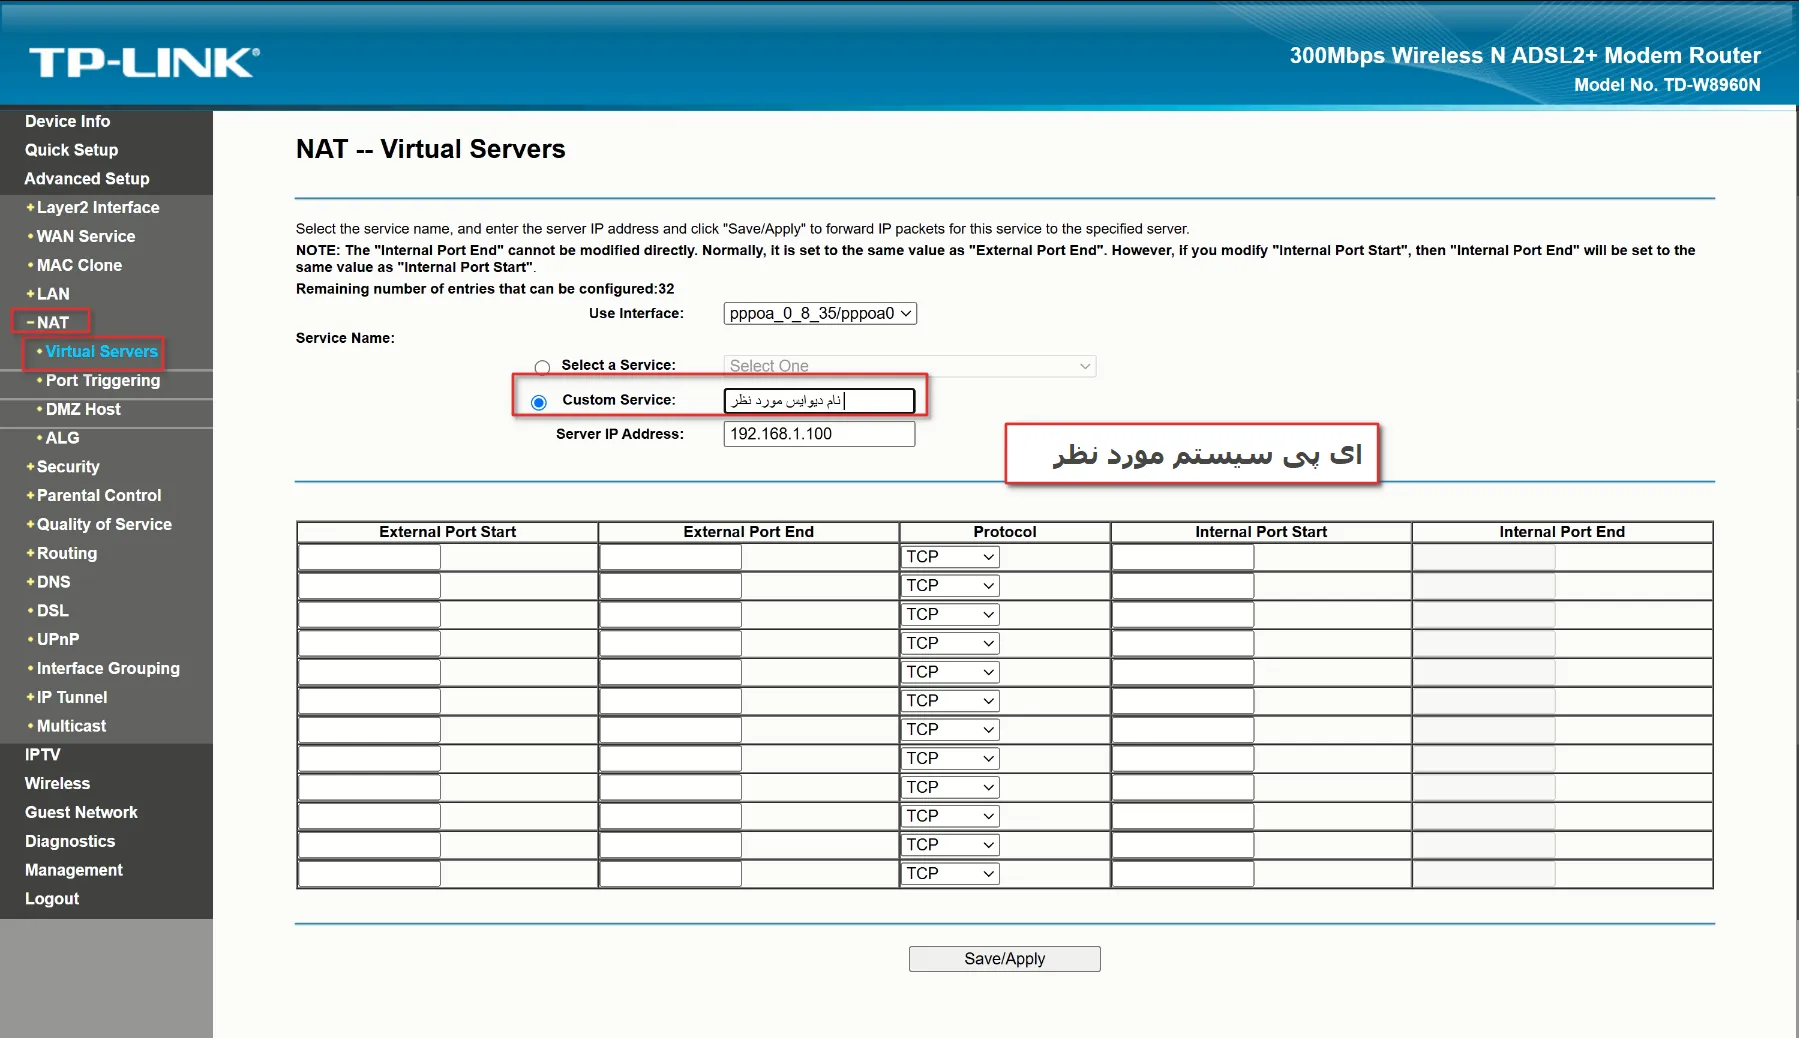 TP-LINK®
300Mbps Wireless N ADSL2+ Modem Router
Model No. TD-W8960N
Device Info
Quick Setup
Advanced Setup
+Layer2 Interface
•WAN Service
•MAC Clone
+LAN
−NAT
•Virtual Servers
•Port Triggering
•DMZ Host
•ALG
+Security
+Parental Control
+Quality of Service
+Routing
+DNS
•DSL
•UPnP
•Interface Grouping
+IP Tunnel
•Multicast
IPTV
Wireless
Guest Network
Diagnostics
Management
Logout
NAT -- Virtual Servers
Select the service name, and enter the server IP address and click "Save/Apply" to forward IP packets for this service to the specified server.
NOTE: The "Internal Port End" cannot be modified directly. Normally, it is set to the same value as "External Port End". However, if you modify "Internal Port Start", then "Internal Port End" will be set to the
same value as "Internal Port Start".
Remaining number of entries that can be configured:32
Use Interface: pppoa_0_8_35/pppoa0
Service Name:
Select a Service: Select One
Custom Service: نام دیوایس مورد نظر
Server IP Address: 192.168.1.100
ای پی سیستم مورد نظر
External Port Start External Port End Protocol Internal Port Start Internal Port End
TCP
TCP
TCP
TCP
TCP
TCP
TCP
TCP
TCP
TCP
TCP
TCP
Save/Apply